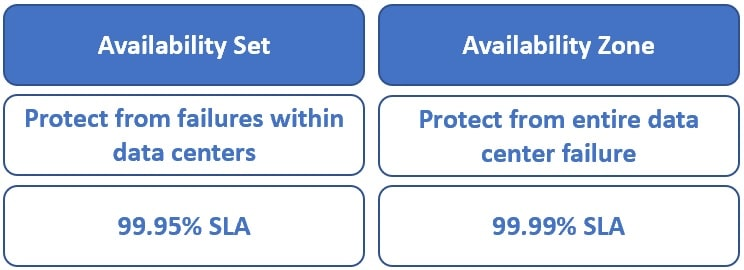 Availability Set
Availability Zone
Protect from failures within
data centers
Protect from entire data
center failure
99.95% SLA
99.99% SLA